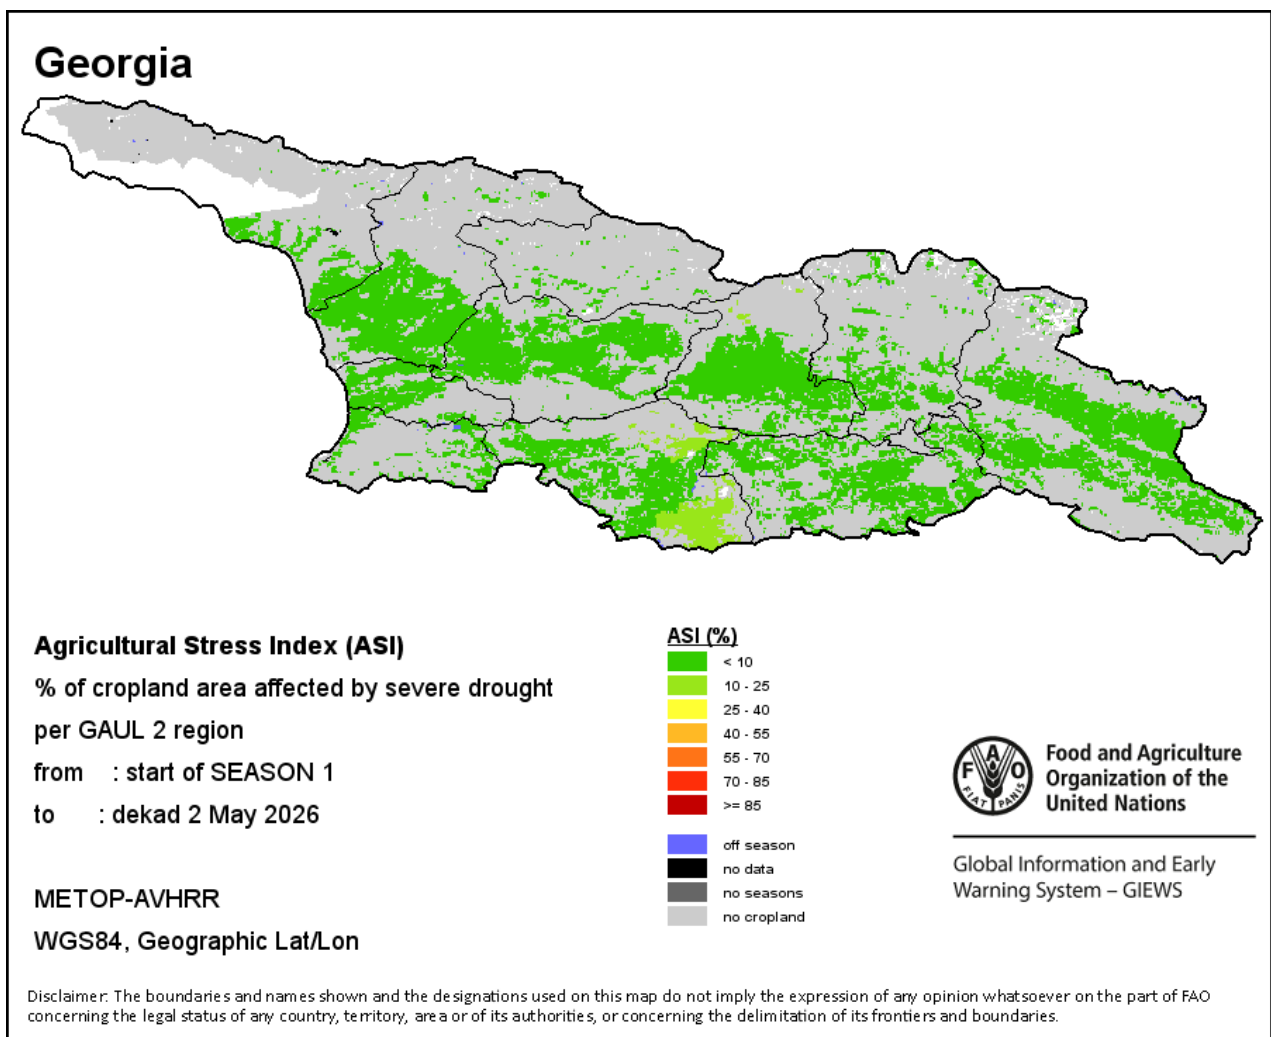 Georgia
Agricultural Stress Index (ASI)
% of cropland area affected by severe drought
per GAUL 2 region
from : start of SEASON 1
to : dekad 2 May 2026
METOP-AVHRR
WGS84, Geographic Lat/Lon
ASI (%)
< 10
10 - 25
25 - 40
40 - 55
55 - 70
70 - 85
>= 85
off season
no data
no seasons
no cropland
F A O
FIAT PANIS
Food and Agriculture
Organization of the
United Nations
Global Information and Early
Warning System – GIEWS
Disclaimer: The boundaries and names shown and the designations used on this map do not imply the expression of any opinion whatsoever on the part of FAO
concerning the legal status of any country, territory, area or of its authorities, or concerning the delimitation of its frontiers and boundaries.